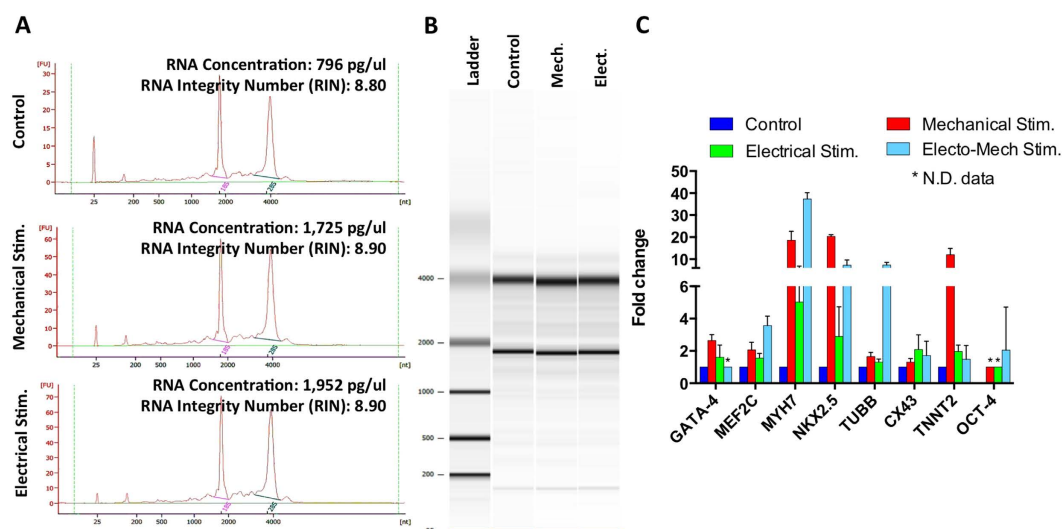 A
Control
RNA Concentration: 796 pg/ul
RNA Integrity Number (RIN): 8.80
[FU]
30
25
20
15
10
5
0
18S
28S
25 200 500 1000 2000 4000 [nt]
Mechanical Stim.
RNA Concentration: 1,725 pg/ul
RNA Integrity Number (RIN): 8.90
[FU]
60
50
40
30
20
10
0
18S
28S
25 200 500 1000 2000 4000 [nt]
Electrical Stim.
RNA Concentration: 1,952 pg/ul
RNA Integrity Number (RIN): 8.90
[FU]
70
60
50
40
30
20
10
0
18S
28S
25 200 500 1000 2000 4000 [nt]
B
Ladder
Control
Mech.
Elect.
4000
2000
1000
500
200
C
Control
Mechanical Stim.
Electrical Stim.
Electo-Mech Stim.
* N.D. data
Fold change
50
40
30
20
10
6
4
2
0
*
* *
GATA-4
MEF2C
MYH7
NKX2.5
TUBB
CX43
TNNT2
OCT-4